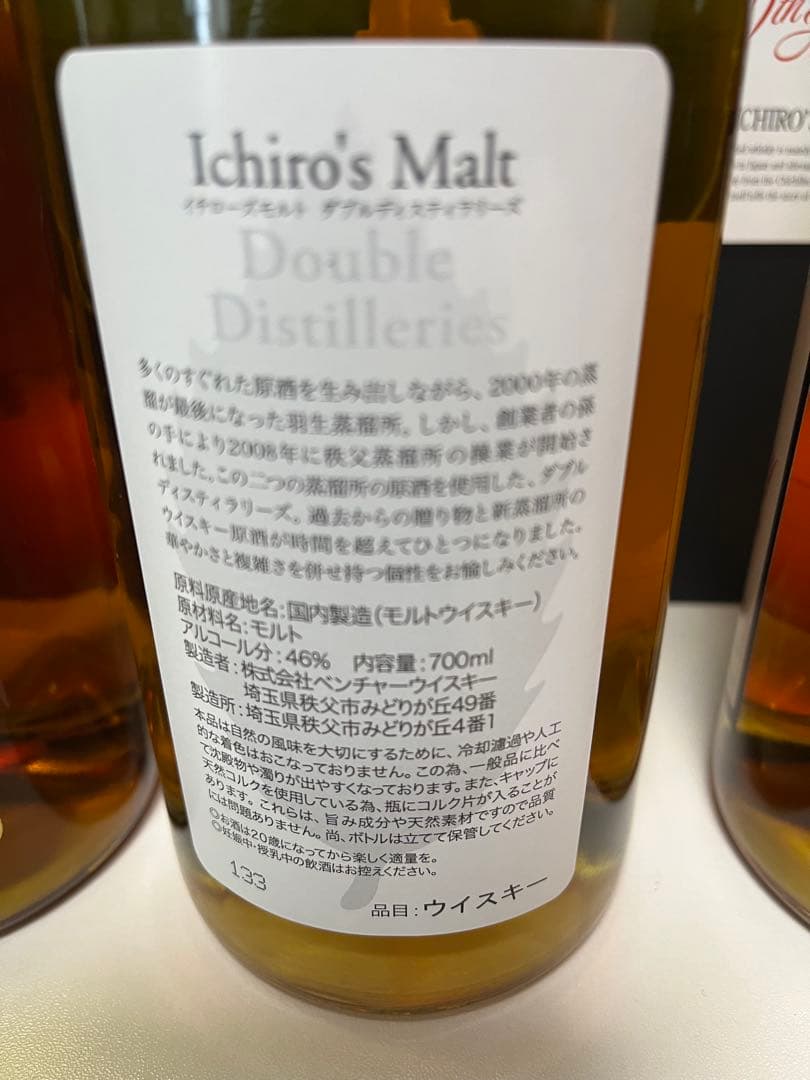 Ichiro's Malt
イチローズモルト ダブルディスティラリーズ
Double
Distilleries
多くのすぐれた原酒を生み出しながら、2000年の蒸
溜が最後になった羽生蒸溜所。しかし、創業者の孫
の手により2008年に秩父蒸溜所の操業が開始さ
れました。この二つの蒸溜所の原酒を使用した、ダブル
ディスティラリーズ。過去からの贈り物と新蒸溜所の
ウイスキー原酒が時間を越えてひとつになりました。
華やかさと複雑さを併せ持つ個性をお愉しみください。
原料原産地名:国内製造(モルトウイスキー)
原材料名:モルト
アルコール分:46% 内容量:700ml
製造者:株式会社ベンチャーウイスキー
埼玉県秩父市みどりが丘49番
製造所:埼玉県秩父市みどりが丘4番1
本品は自然の風味を大切にするために、冷却濾過や人工
的な着色はおこなっておりません。この為、一般品に比べ
て沈殿物や濁りが出やすくなっております。また、キャップに
天然コルクを使用している為、瓶にコルク片が入ることが
あります。これらは、旨み成分や天然素材ですので品質
には問題ありません。尚、ボトルは立てて保管してください。
◎お酒は20歳になってから楽しく適量を。
◎妊娠中・授乳中の飲酒はお控えください。
133
品目:ウイスキー
CHIRO'